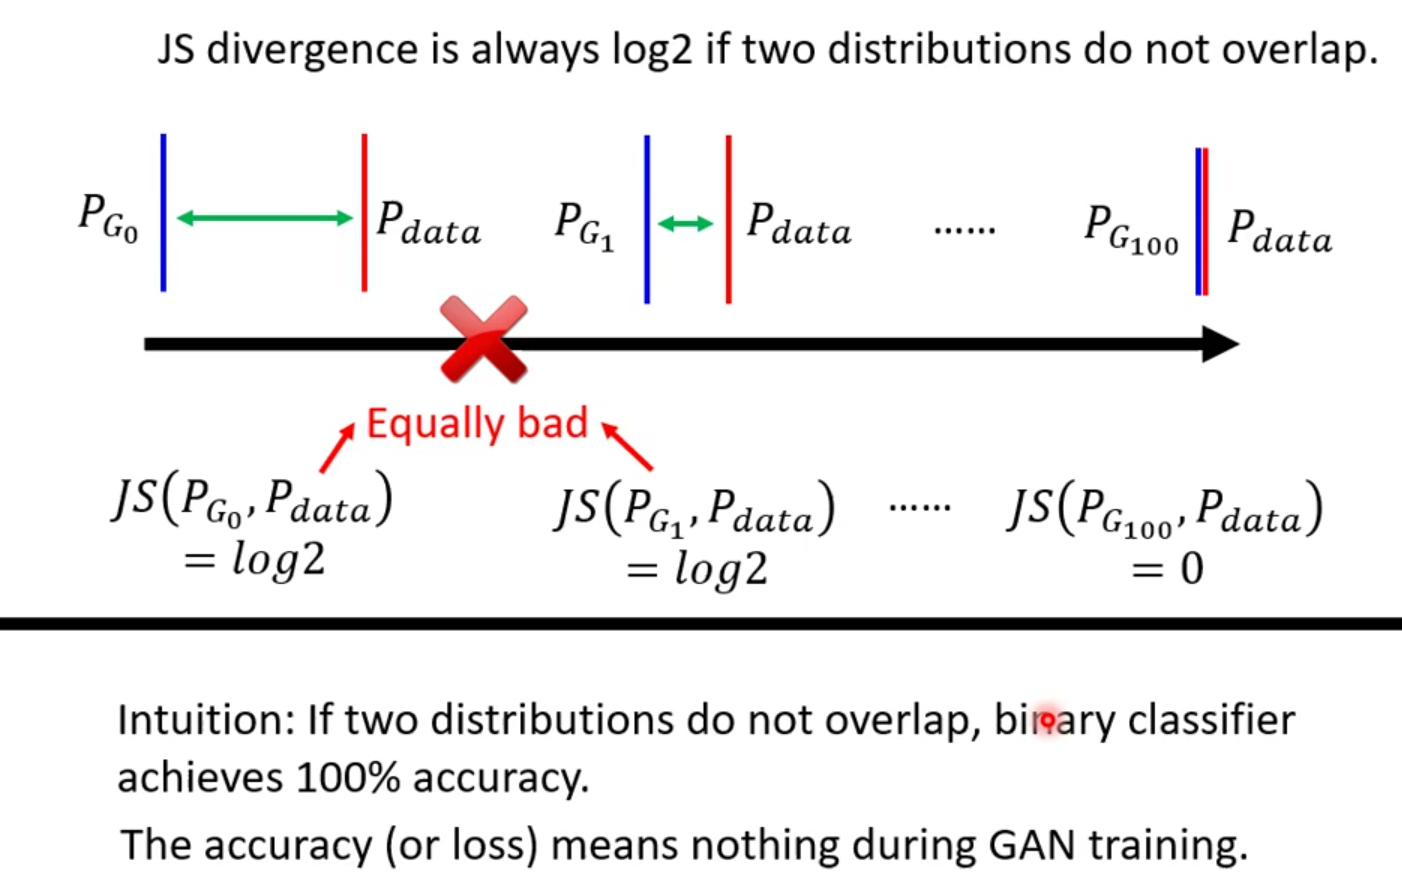 JS divergence is always log2 if two distributions do not overlap.
P_{G_0} P_{data} P_{G_1} P_{data} …… P_{G_{100}} P_{data}
Equally bad
JS(P_{G_0}, P_{data}) JS(P_{G_1}, P_{data}) …… JS(P_{G_{100}}, P_{data})
= log2 = log2 = 0
Intuition: If two distributions do not overlap, binary classifier
achieves 100% accuracy.
The accuracy (or loss) means nothing during GAN training.